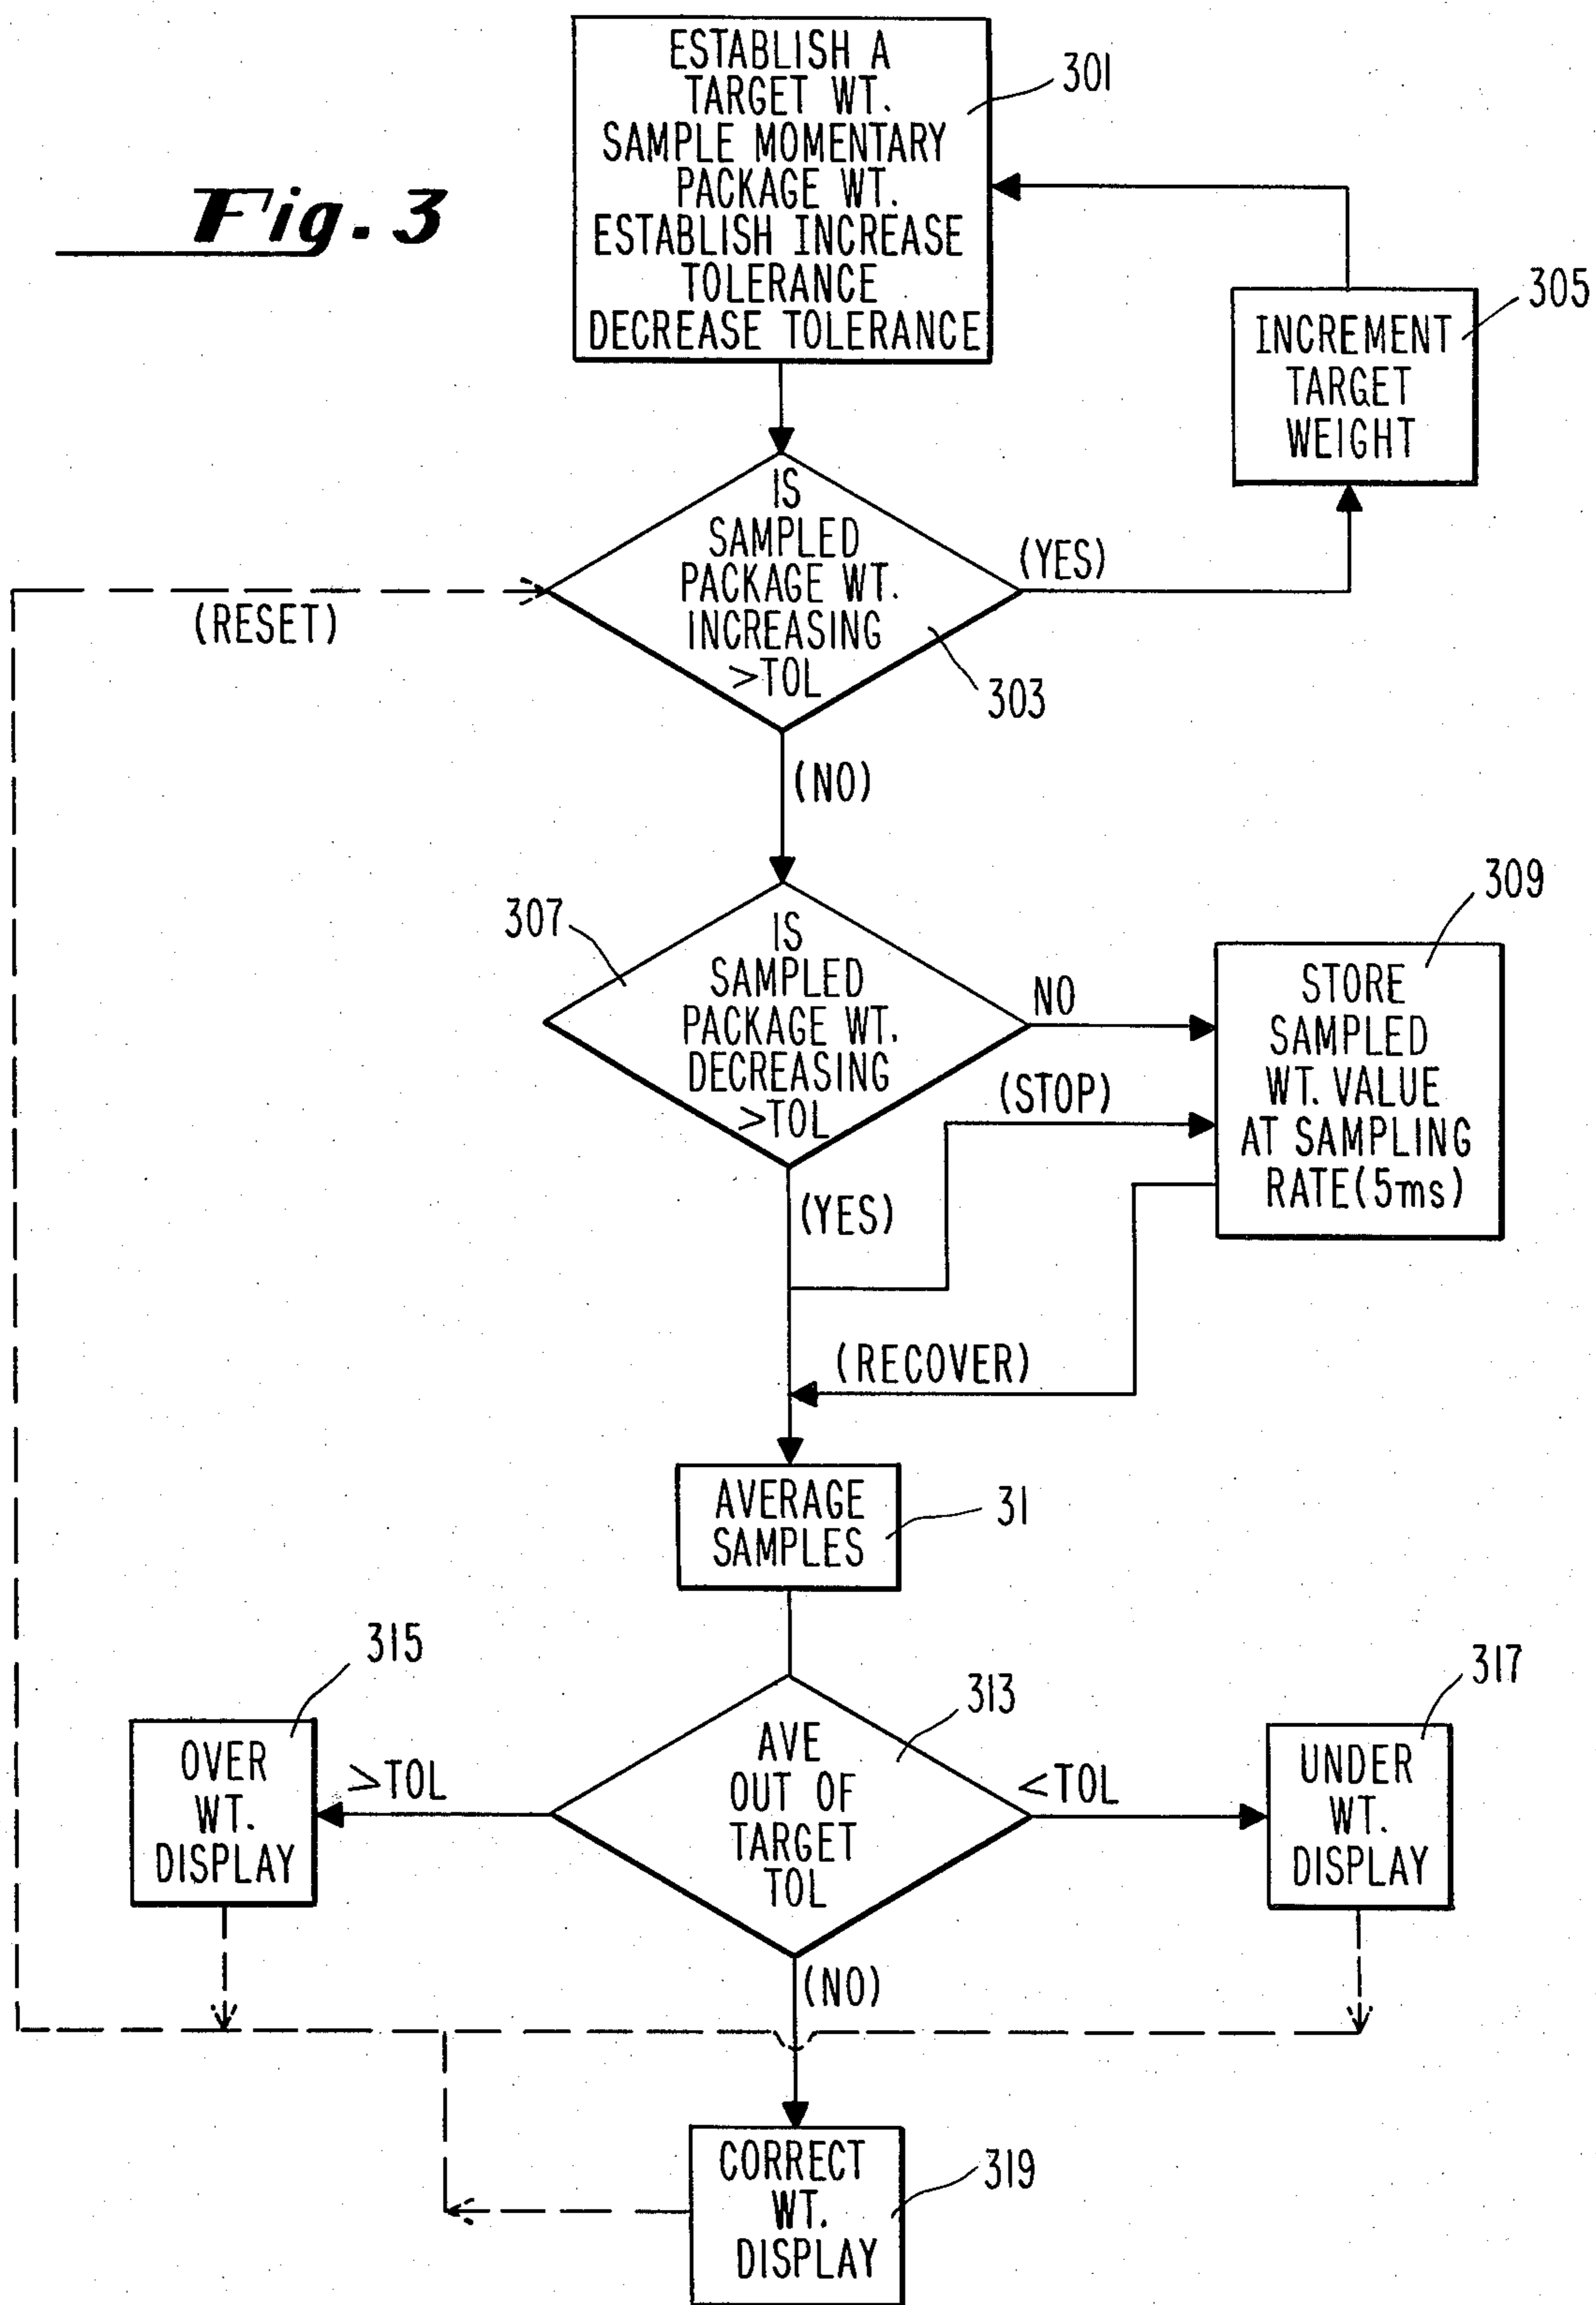 Fig. 3
ESTABLISH A
TARGET WT.
SAMPLE MOMENTARY
PACKAGE WT.
ESTABLISH INCREASE
TOLERANCE
DECREASE TOLERANCE
301
INCREMENT
TARGET
WEIGHT
305
IS
SAMPLED
PACKAGE WT.
INCREASING
>TOL
303
(YES)
(RESET)
(NO)
IS
SAMPLED
PACKAGE WT.
DECREASING
>TOL
307
NO
(STOP)
STORE
SAMPLED
WT. VALUE
AT SAMPLING
RATE(5ms)
309
(YES)
(RECOVER)
AVERAGE
SAMPLES
31
AVE
OUT OF
TARGET
TOL
313
>TOL
<TOL
OVER
WT.
DISPLAY
315
UNDER
WT.
DISPLAY
317
(NO)
CORRECT
WT.
DISPLAY
319